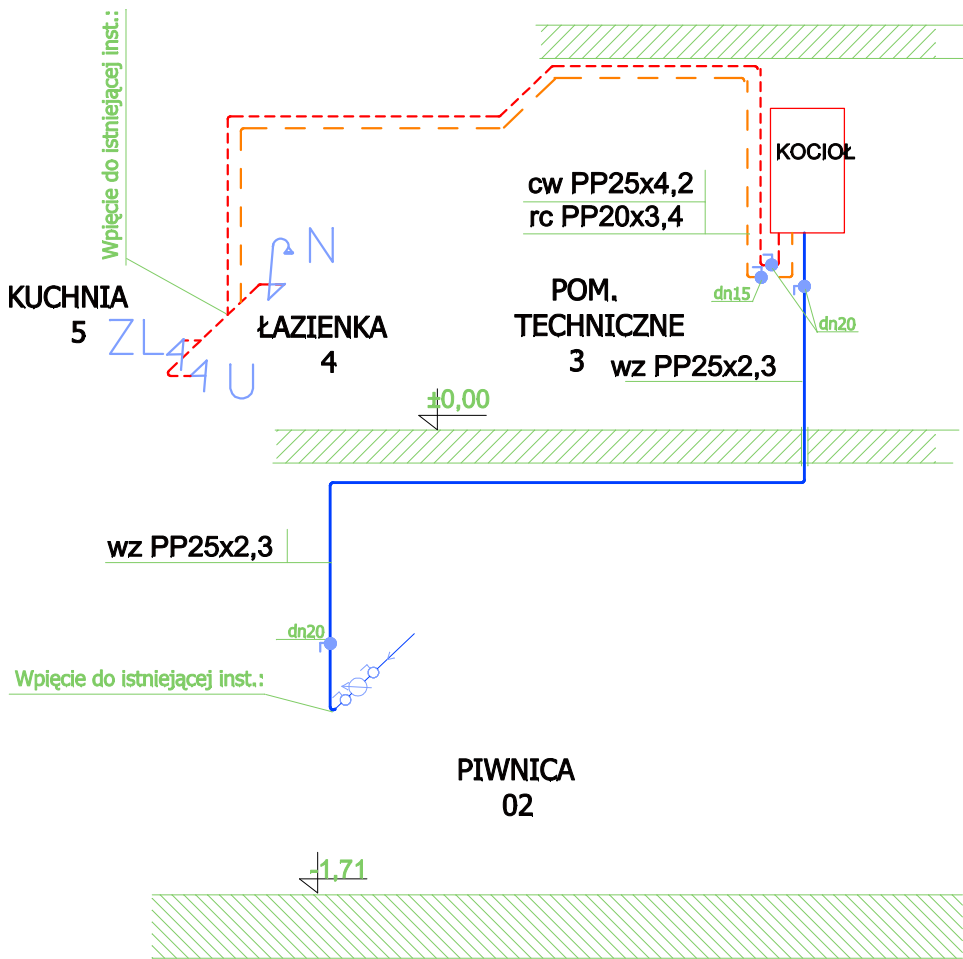 Wpięcie do istniejącej inst.:
KOCIOŁ
cw PP25x4,2
rc PP20x3,4
N
KUCHNIA
5
ZL
U
ŁAZIENKA
4
POM.
TECHNICZNE
3
dn15
dn20
wz PP25x2,3
±0,00
wz PP25x2,3
dn20
Wpięcie do istniejącej inst.:
PIWNICA
02
-1,71